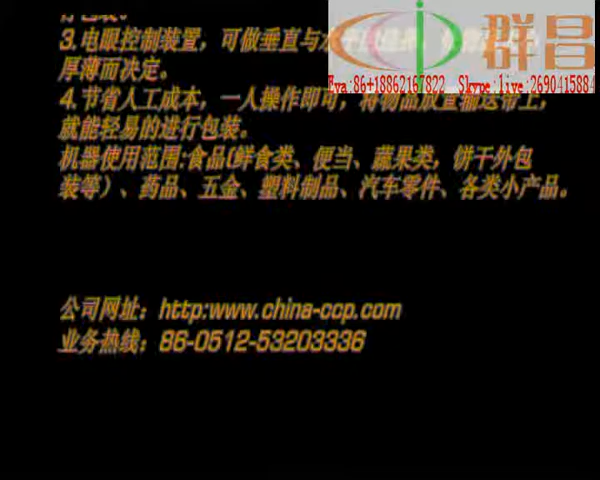 群昌
Eva:86+18862167822 Skype:live:2690415884
3.电眼控制装置，可做垂直与水平
厚薄而决定。
4.节省人工成本，一人操作即可，将物品放置输送带上，
就能轻易的进行包装。
机器使用范围:食品(鲜食类、便当、蔬果类，饼干外包
装等）、药品、五金、塑料制品、汽车零件、各类小产品。
公司网址：http:www.china-ccp.com
业务热线：86-0512-53203336